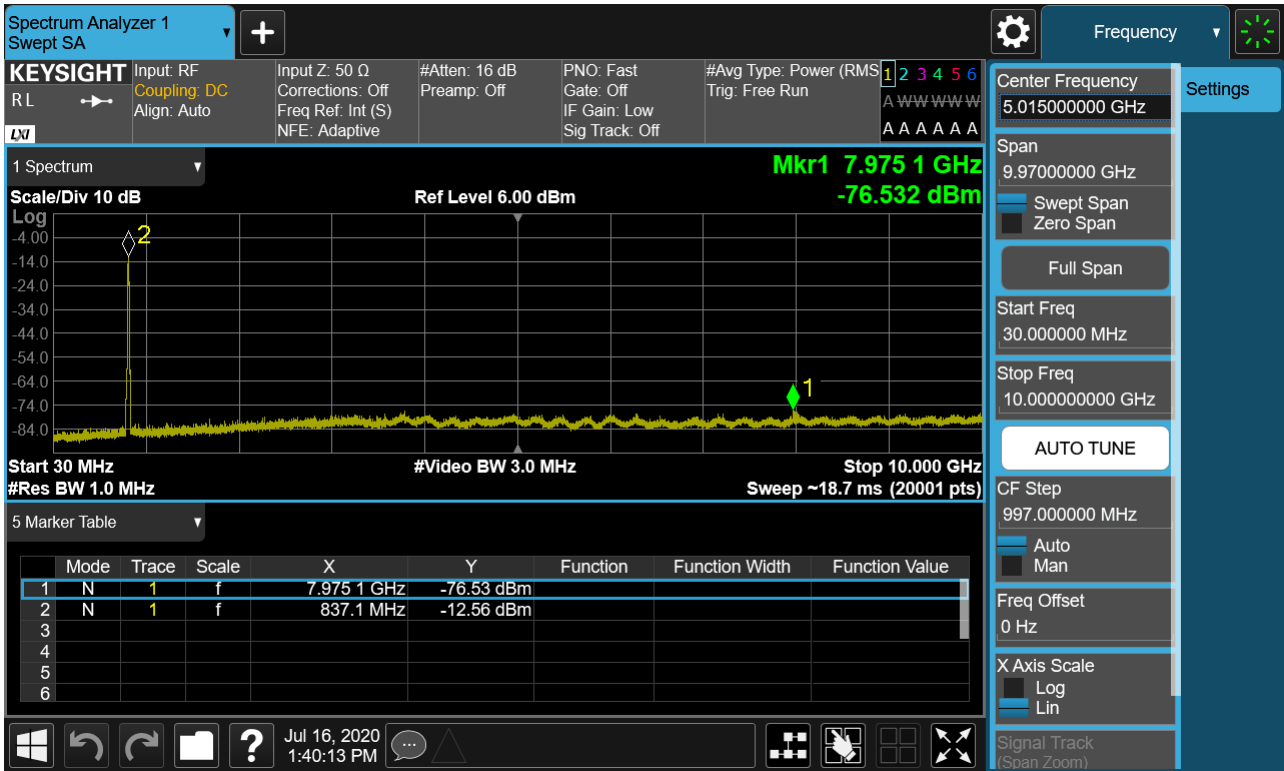 Spectrum Analyzer 1
Swept SA
+
Frequency
KEYSIGHT
R L
LXI
Input: RF
Coupling: DC
Align: Auto
Input Z: 50 Ω
Corrections: Off
Freq Ref: Int (S)
NFE: Adaptive
#Atten: 16 dB
Preamp: Off
PNO: Fast
Gate: Off
IF Gain: Low
Sig Track: Off
#Avg Type: Power (RMS
Trig: Free Run
1 2 3 4 5 6
A W W W W W
A A A A A A
1 Spectrum
Mkr1 7.975 1 GHz
-76.532 dBm
Scale/Div 10 dB
Ref Level 6.00 dBm
Log
-4.00
-14.0
-24.0
-34.0
-44.0
-54.0
-64.0
-74.0
-84.0
2
1
Start 30 MHz
#Video BW 3.0 MHz
Stop 10.000 GHz
#Res BW 1.0 MHz
Sweep ~18.7 ms (20001 pts)
5 Marker Table
Mode Trace Scale X Y Function Function Width Function Value
1 N 1 f 7.975 1 GHz -76.53 dBm
2 N 1 f 837.1 MHz -12.56 dBm
3
4
5
6
?
Jul 16, 2020
1:40:13 PM
Center Frequency
5.015000000 GHz
Settings
Span
9.97000000 GHz
Swept Span
Zero Span
Full Span
Start Freq
30.000000 MHz
Stop Freq
10.000000000 GHz
AUTO TUNE
CF Step
997.000000 MHz
Auto
Man
Freq Offset
0 Hz
X Axis Scale
Log
Lin
Signal Track
(Span Zoom)